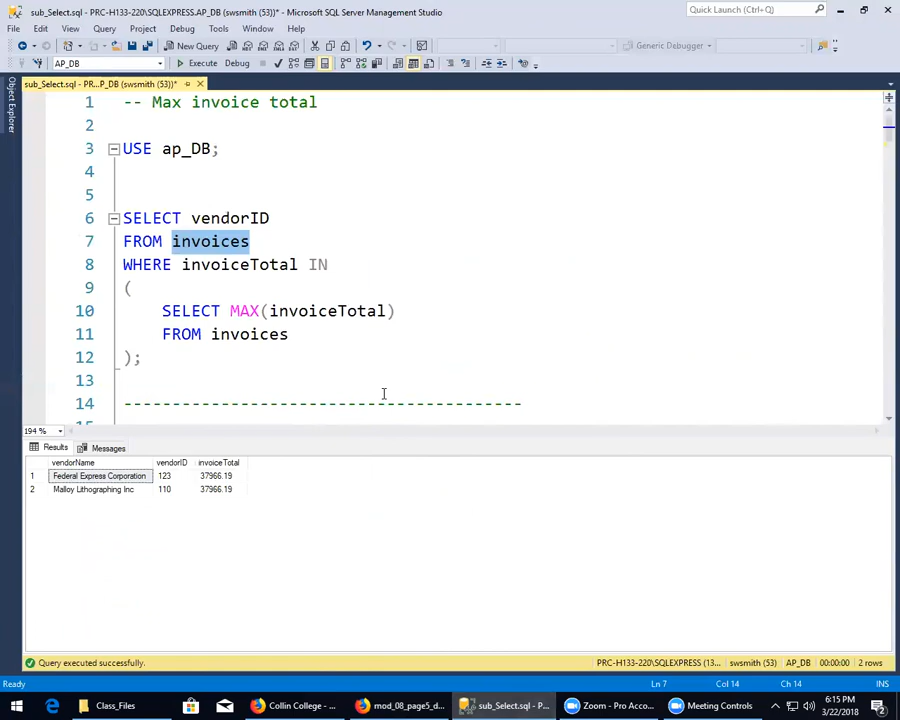 sub_Select.sql - PRC-H133-220\SQLEXPRESS.AP_DB (swsmith (53))* - Microsoft SQL Server Management Studio
Quick Launch (Ctrl+Q)
File Edit View Query Project Debug Tools Window Help
New Query
Generic Debugger
AP_DB
Execute Debug
sub_Select.sql - PR...P_DB (swsmith (53))*
Object Explorer
1 -- Max invoice total
2
3 USE ap_DB;
4
5
6 SELECT vendorID
7 FROM invoices
8 WHERE invoiceTotal IN
9 (
10 SELECT MAX(invoiceTotal)
11 FROM invoices
12 );
13
14 -----------------------------------------
194 %
Results Messages
vendorName vendorID invoiceTotal
1 Federal Express Corporation 123 37966.19
2 Malloy Lithographing Inc 110 37966.19
Query executed successfully.
PRC-H133-220\SQLEXPRESS (13... swsmith (53) AP_DB 00:00:00 2 rows
Ready Ln 7 Col 14 Ch 14 INS
Class_Files
Collin College - ...
mod_08_page5_d...
sub_Select.sql - P...
Zoom - Pro Acco...
Meeting Controls
6:15 PM
3/22/2018
2